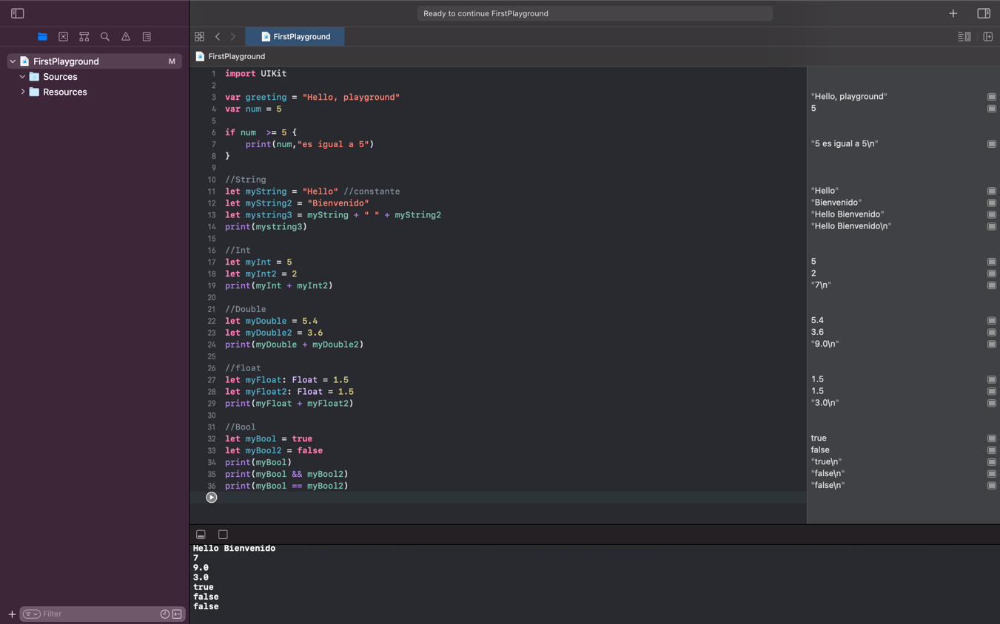 Ready to continue FirstPlayground
FirstPlayground
FirstPlayground M
Sources
Resources
FirstPlayground
1 import UIKit
2
3 var greeting = "Hello, playground"
"Hello, playground"
4 var num = 5
5
5
6 if num  >= 5 {
7     print(num,"es igual a 5")
"5 es igual a 5\n"
8 }
9
10 //String
11 let myString = "Hello" //constante
"Hello"
12 let myString2 = "Bienvenido"
"Bienvenido"
13 let mystring3 = myString + " " + myString2
"Hello Bienvenido"
14 print(mystring3)
"Hello Bienvenido\n"
15
16 //Int
17 let myInt = 5
5
18 let myInt2 = 2
2
19 print(myInt + myInt2)
"7\n"
20
21 //Double
22 let myDouble = 5.4
5.4
23 let myDouble2 = 3.6
3.6
24 print(myDouble + myDouble2)
"9.0\n"
25
26 //float
27 let myFloat: Float = 1.5
1.5
28 let myFloat2: Float = 1.5
1.5
29 print(myFloat + myFloat2)
"3.0\n"
30
31 //Bool
32 let myBool = true
true
33 let myBool2 = false
false
34 print(myBool)
"true\n"
35 print(myBool && myBool2)
"false\n"
36 print(myBool == myBool2)
"false\n"
Hello Bienvenido
7
9.0
3.0
true
false
false
Filter